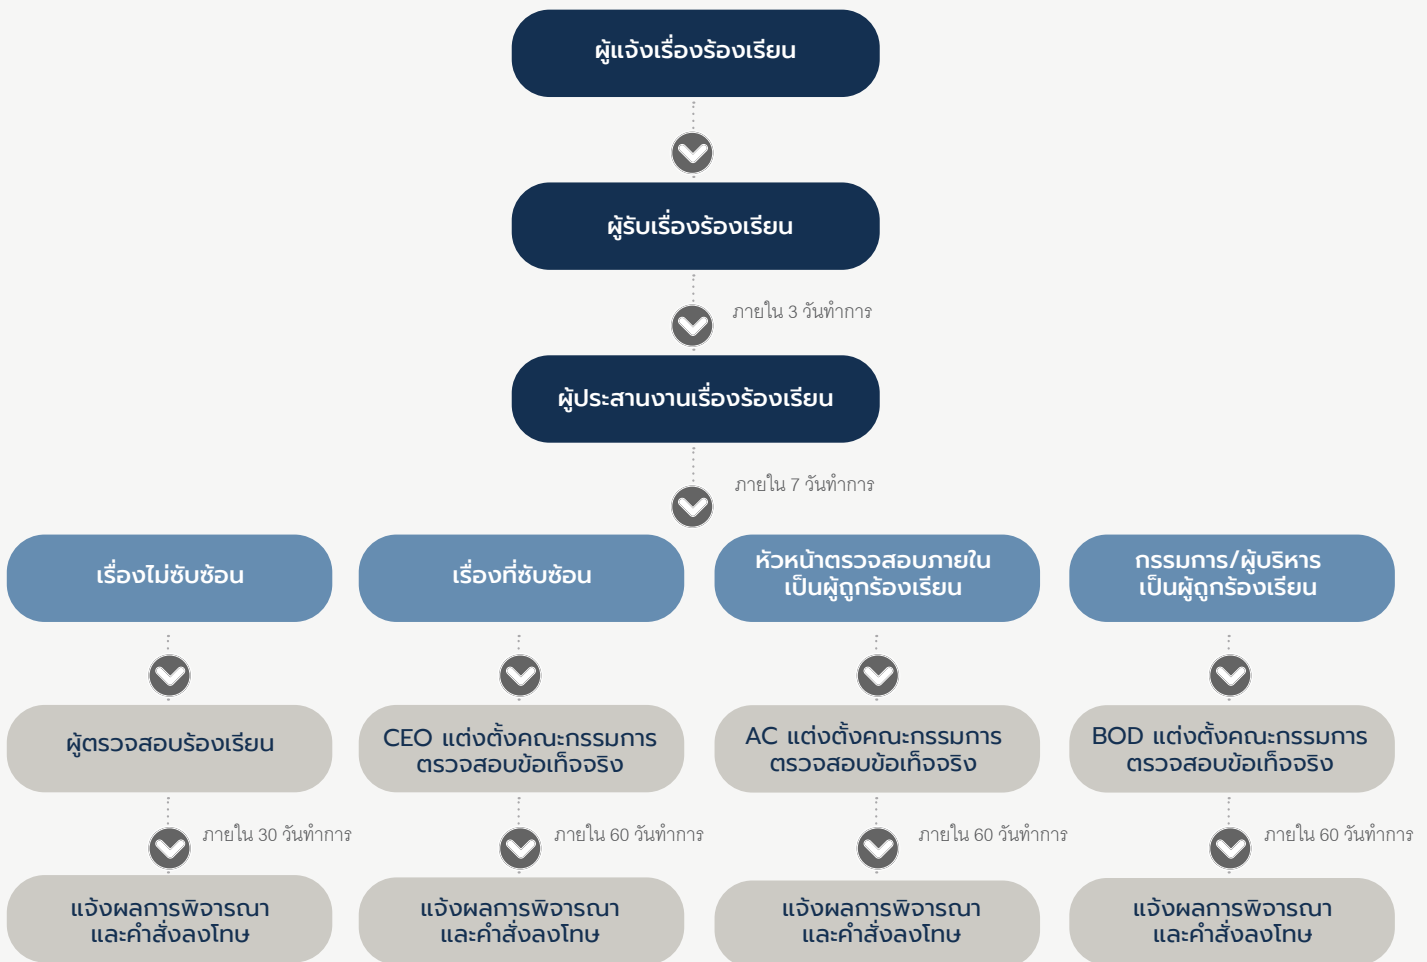 ผู้แจ้งเรื่องร้องเรียน
ผู้รับเรื่องร้องเรียน
ภายใน 3 วันทำการ
ผู้ประสานงานเรื่องร้องเรียน
ภายใน 7 วันทำการ
เรื่องไม่ซับซ้อน
เรื่องที่ซับซ้อน
หัวหน้าตรวจสอบภายใน
เป็นผู้ถูกร้องเรียน
กรรมการ/ผู้บริหาร
เป็นผู้ถูกร้องเรียน
ผู้ตรวจสอบร้องเรียน
CEO แต่งตั้งคณะกรรมการ
ตรวจสอบข้อเท็จจริง
AC แต่งตั้งคณะกรรมการ
ตรวจสอบข้อเท็จจริง
BOD แต่งตั้งคณะกรรมการ
ตรวจสอบข้อเท็จจริง
ภายใน 30 วันทำการ
ภายใน 60 วันทำการ
ภายใน 60 วันทำการ
ภายใน 60 วันทำการ
แจ้งผลการพิจารณา
และคำสั่งลงโทษ
แจ้งผลการพิจารณา
และคำสั่งลงโทษ
แจ้งผลการพิจารณา
และคำสั่งลงโทษ
แจ้งผลการพิจารณา
และคำสั่งลงโทษ